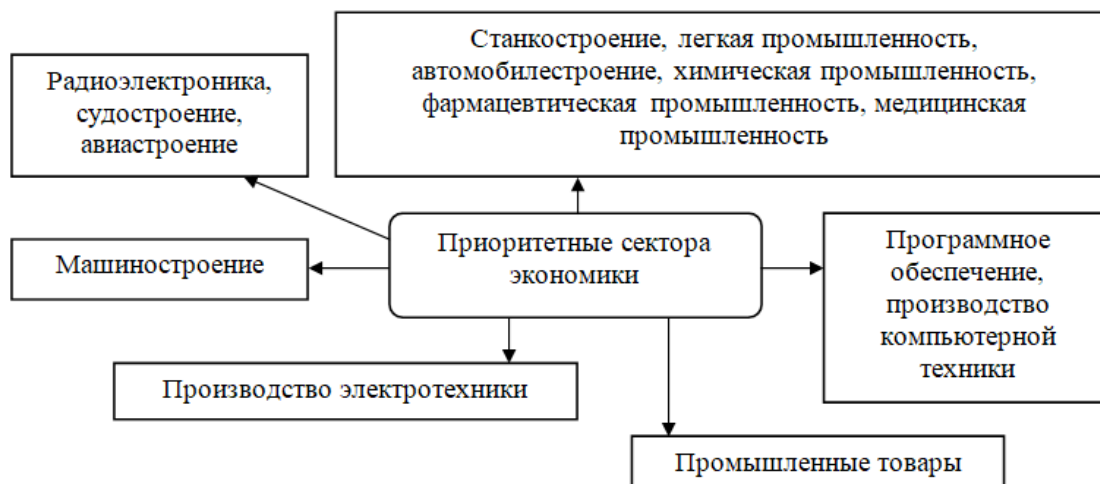 Станкостроение, легкая промышленность,
автомобилестроение, химическая промышленность,
фармацевтическая промышленность, медицинская
промышленность
Радиоэлектроника,
судостроение,
авиастроение
Приоритетные сектора
экономики
Машиностроение
Программное
обеспечение,
производство
компьютерной
техники
Производство электротехники
Промышленные товары